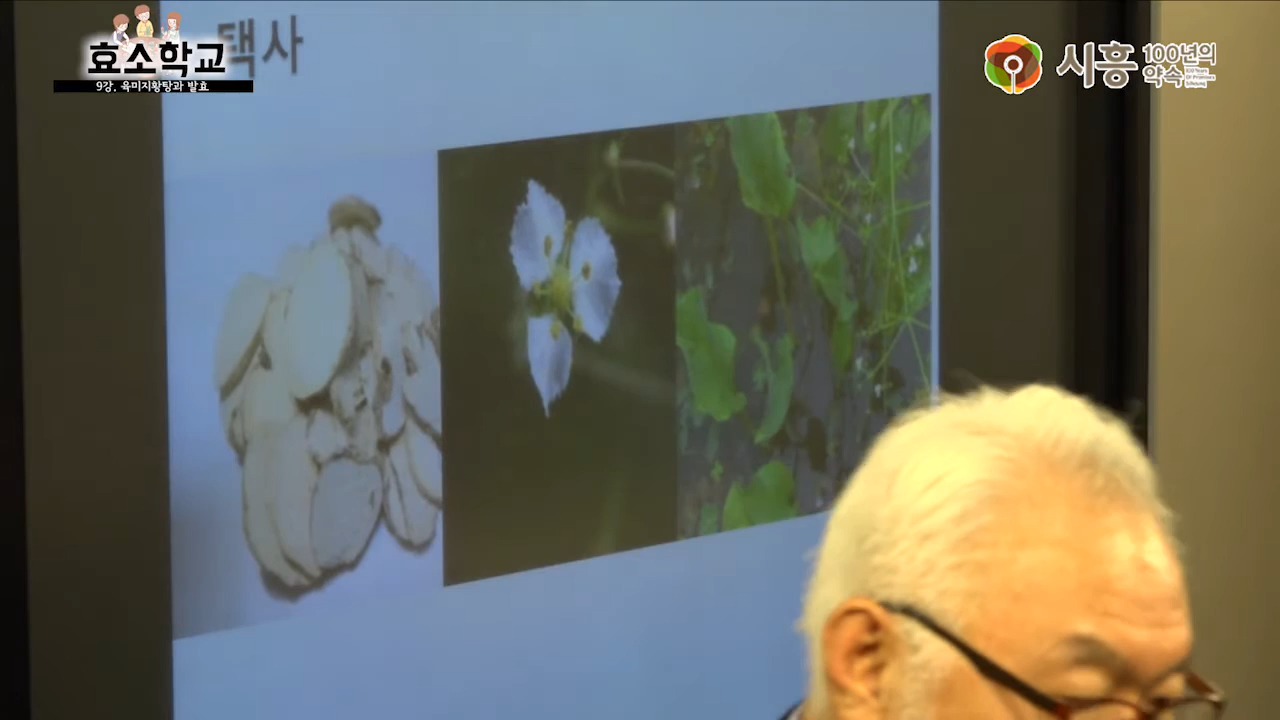 택사
효소학교
9강. 육미지황탕과 발효
시흥
100년의
약속